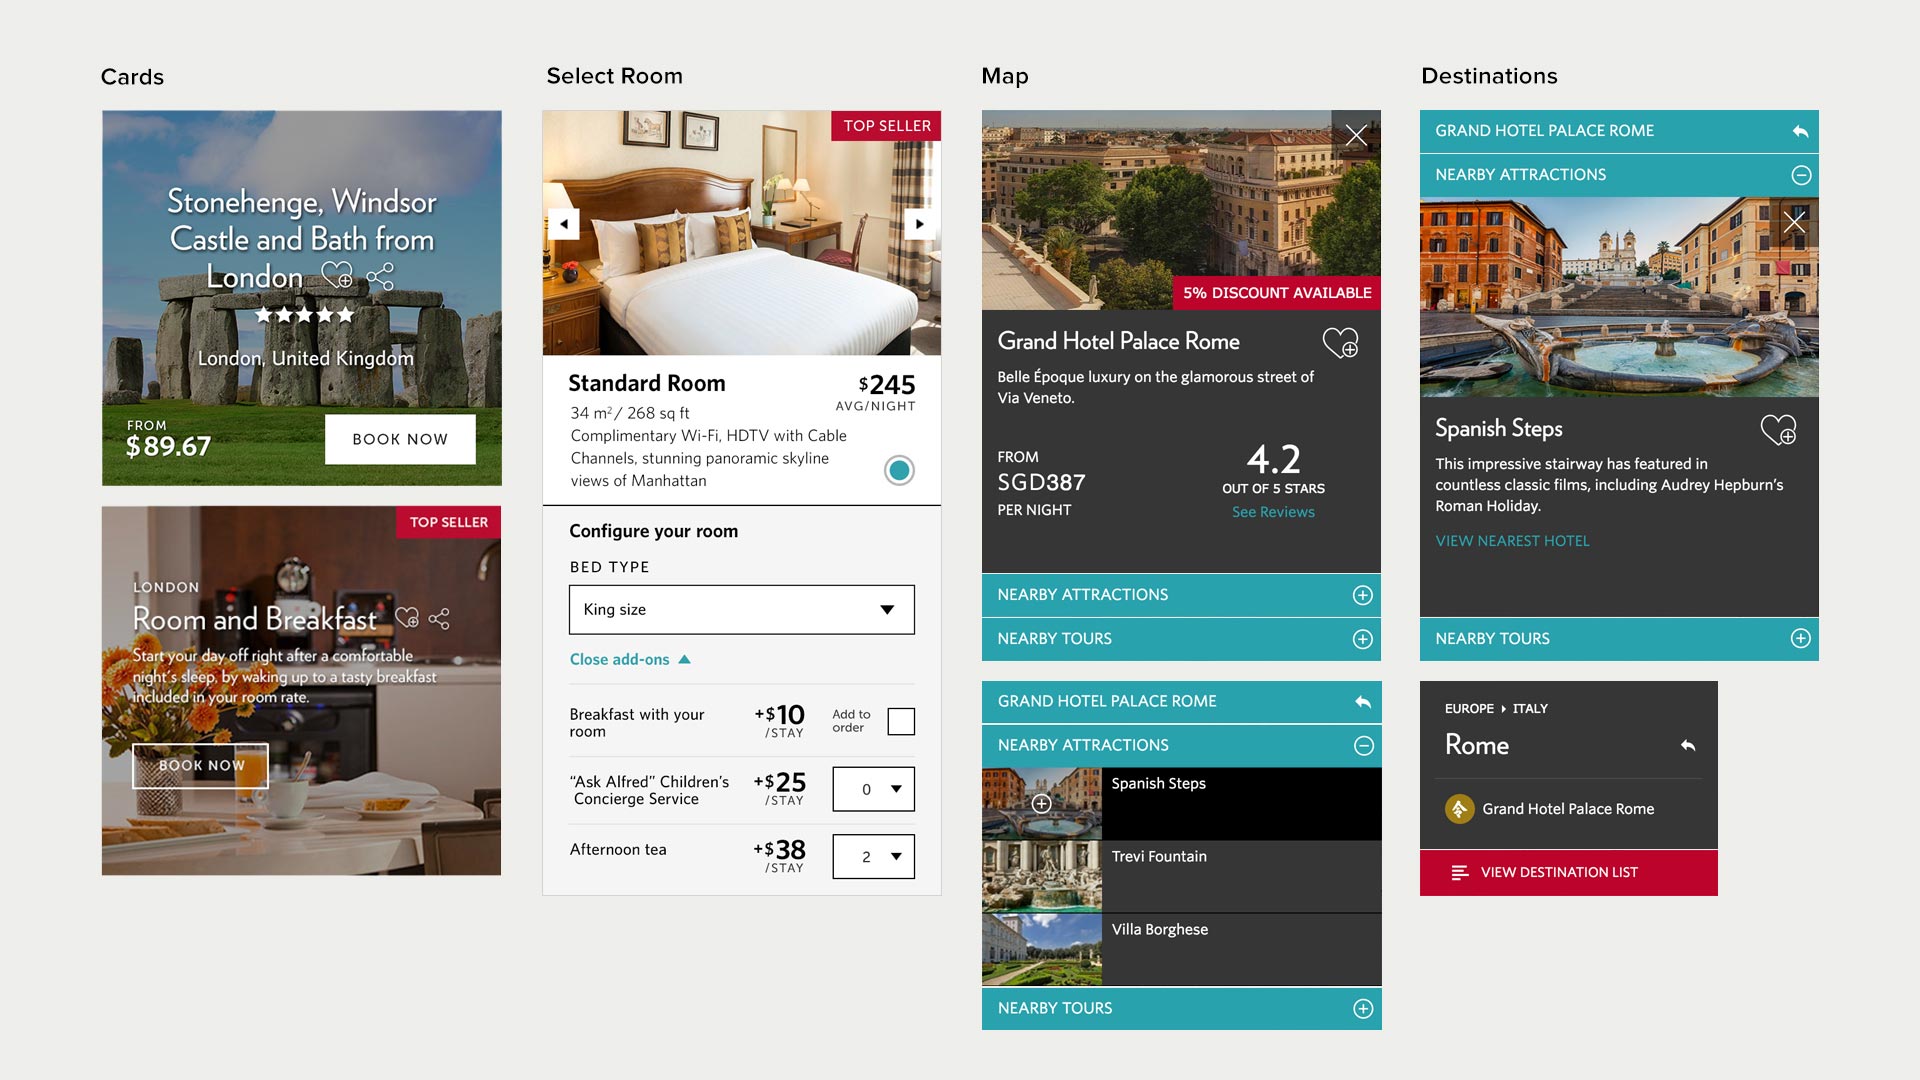 Cards
Stonehenge, Windsor
Castle and Bath from
London
London, United Kingdom
FROM
$89.67
BOOK NOW
TOP SELLER
LONDON
Room and Breakfast
Start your day off right after a comfortable
night's sleep, by waking up to a tasty breakfast
included in your room rate.
BOOK NOW
Select Room
TOP SELLER
Standard Room
$245
AVG/NIGHT
34 m²/ 268 sq ft
Complimentary Wi-Fi, HDTV with Cable
Channels, stunning panoramic skyline
views of Manhattan
Configure your room
BED TYPE
King size
Close add-ons
Breakfast with your
room
+$10
/STAY
Add to
order
“Ask Alfred” Children’s
Concierge Service
+$25
/STAY
0
Afternoon tea
+$38
/STAY
2
Map
5% DISCOUNT AVAILABLE
Grand Hotel Palace Rome
Belle Époque luxury on the glamorous street of
Via Veneto.
FROM
SGD387
PER NIGHT
4.2
OUT OF 5 STARS
See Reviews
NEARBY ATTRACTIONS
NEARBY TOURS
GRAND HOTEL PALACE ROME
NEARBY ATTRACTIONS
Spanish Steps
Trevi Fountain
Villa Borghese
NEARBY TOURS
Destinations
GRAND HOTEL PALACE ROME
NEARBY ATTRACTIONS
Spanish Steps
This impressive stairway has featured in
countless classic films, including Audrey Hepburn’s
Roman Holiday.
VIEW NEAREST HOTEL
NEARBY TOURS
EUROPE ITALY
Rome
Grand Hotel Palace Rome
VIEW DESTINATION LIST